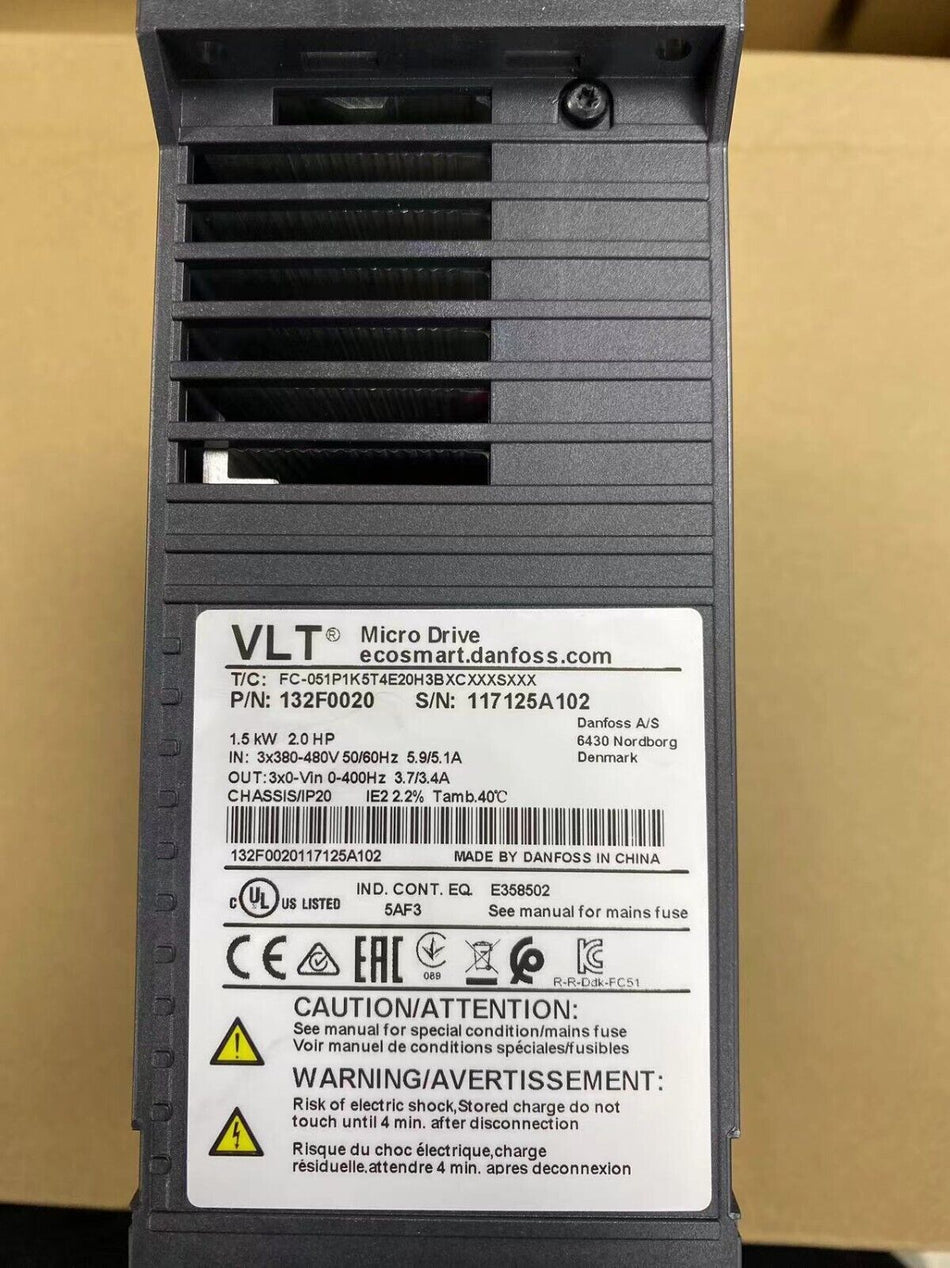 VLT® Micro Drive
ecosmart.danfoss.com
T/C: FC-051P1K5T4E20H3BXCXXXSXXX
P/N: 132F0020 S/N: 117125A102
Danfoss A/S
6430 Nordborg
Denmark
1.5 kW 2.0 HP
IN: 3x380-480V 50/60Hz 5.9/5.1A
OUT:3x0-Vin 0-400Hz 3.7/3.4A
CHASSIS/IP20 IE2 2.2% Tamb.40℃
132F0020117125A102 MADE BY DANFOSS IN CHINA
c UL US LISTED IND. CONT. EQ. E358502
5AF3 See manual for mains fuse
CE EAC 089
R-R-Ddk-FC51
CAUTION/ATTENTION:
See manual for special condition/mains fuse
Voir manuel de conditions spéciales/fusibles
WARNING/AVERTISSEMENT:
Risk of electric shock,Stored charge do not
touch until 4 min. after disconnection
Risque du choc électrique,charge
résiduelle,attendre 4 min. apres deconnexion